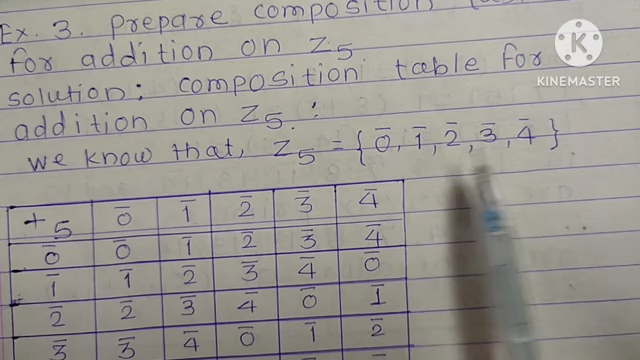 Ex. 3. Prepare composition
for addition on Z5
solution: composition table for
addition on Z5 :
we know that, Z5 = { 0̄, 1̄, 2̄, 3̄, 4̄ }
+5 0̄ 1̄ 2̄ 3̄ 4̄
0̄ 0̄ 1̄ 2̄ 3̄ 4̄
1̄ 1̄ 2̄ 3̄ 4̄ 0̄
2̄ 2̄ 3̄ 4̄ 0̄ 1̄
3̄ 3̄ 4̄ 0̄ 1̄ 2̄
KINEMASTER